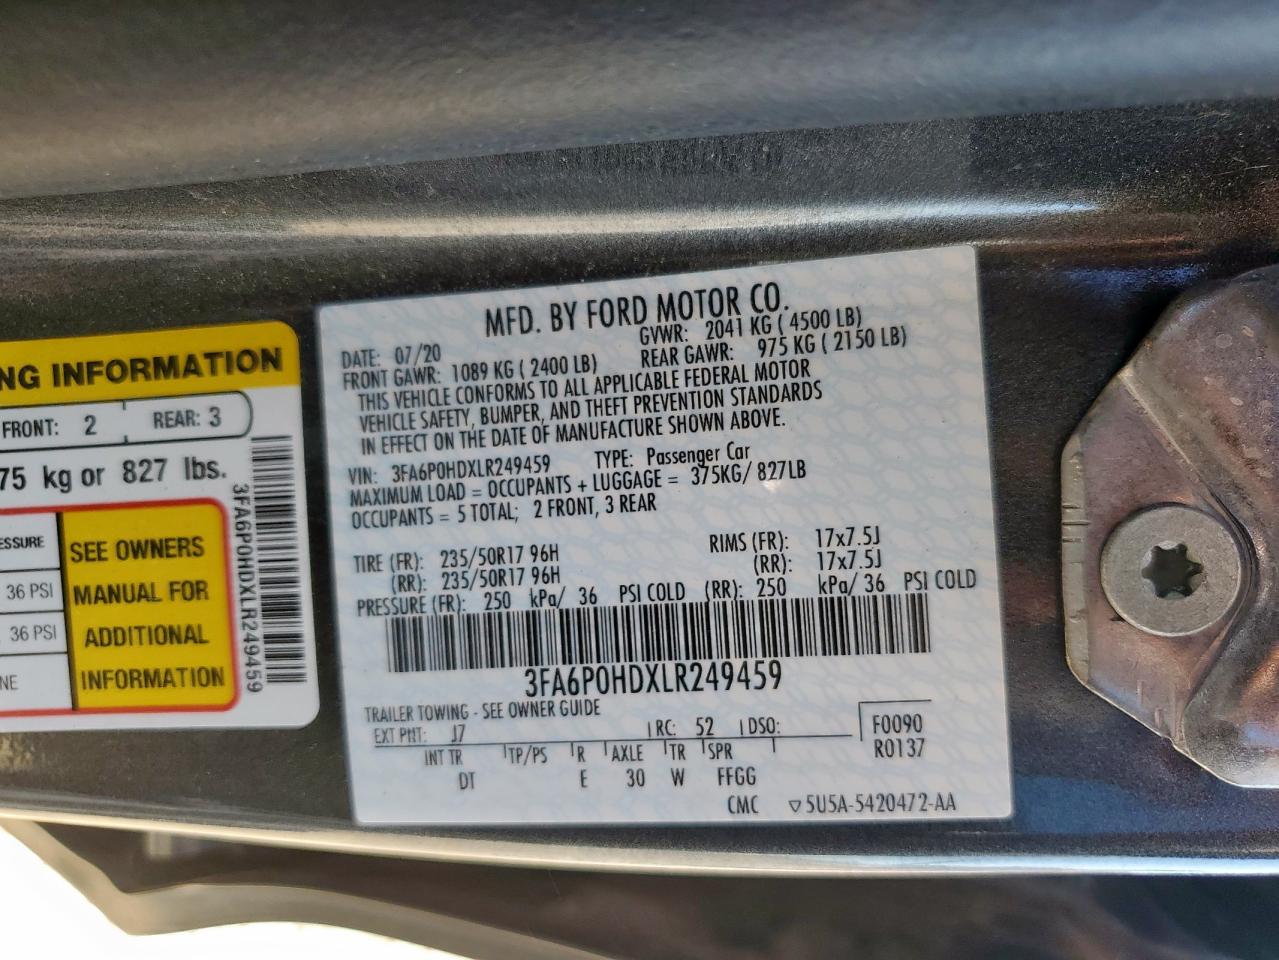 NG INFORMATION
FRONT: 2 REAR: 3
75 kg or 827 lbs.
ESSURE
36 PSI
36 PSI
NE
SEE OWNERS
MANUAL FOR
ADDITIONAL
INFORMATION
3FA6P0HDXLR249459
MFD. BY FORD MOTOR CO.
DATE: 07/20 GVWR: 2041 KG ( 4500 LB)
FRONT GAWR: 1089 KG ( 2400 LB) REAR GAWR: 975 KG ( 2150 LB)
THIS VEHICLE CONFORMS TO ALL APPLICABLE FEDERAL MOTOR
VEHICLE SAFETY, BUMPER, AND THEFT PREVENTION STANDARDS
IN EFFECT ON THE DATE OF MANUFACTURE SHOWN ABOVE.
VIN: 3FA6P0HDXLR249459 TYPE: Passenger Car
MAXIMUM LOAD = OCCUPANTS + LUGGAGE = 375KG/ 827LB
OCCUPANTS = 5 TOTAL; 2 FRONT, 3 REAR
TIRE (FR): 235/50R17 96H RIMS (FR): 17x7.5J
(RR): 235/50R17 96H (RR): 17x7.5J
PRESSURE (FR): 250 kPa/ 36 PSI COLD (RR): 250 kPa/ 36 PSI COLD
3FA6P0HDXLR249459
TRAILER TOWING - SEE OWNER GUIDE
EXT PNT: J7 RC: 52 DSO: F0090
INT TR TP/PS R AXLE TR SPR R0137
DT E 30 W FFGG
CMC ▽5U5A-5420472-AA